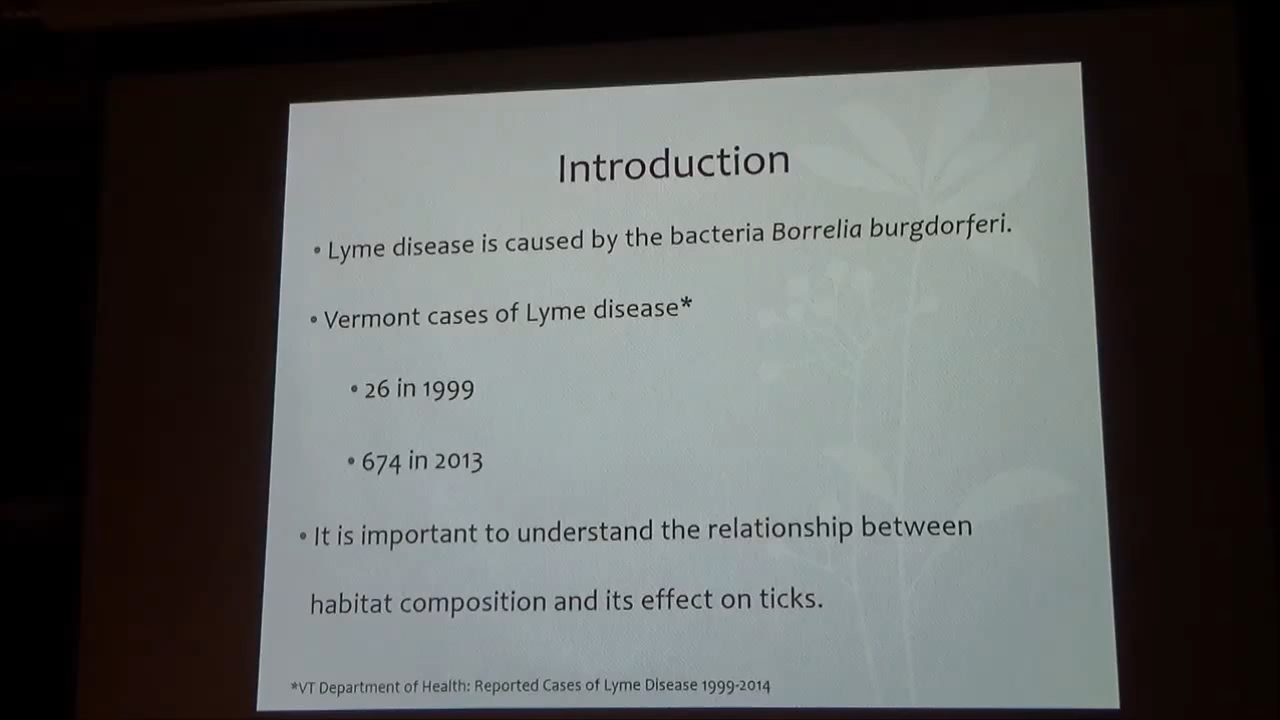 Introduction
• Lyme disease is caused by the bacteria Borrelia burgdorferi.
• Vermont cases of Lyme disease*
• 26 in 1999
• 674 in 2013
• It is important to understand the relationship between
habitat composition and its effect on ticks.
*VT Department of Health: Reported Cases of Lyme Disease 1999-2014